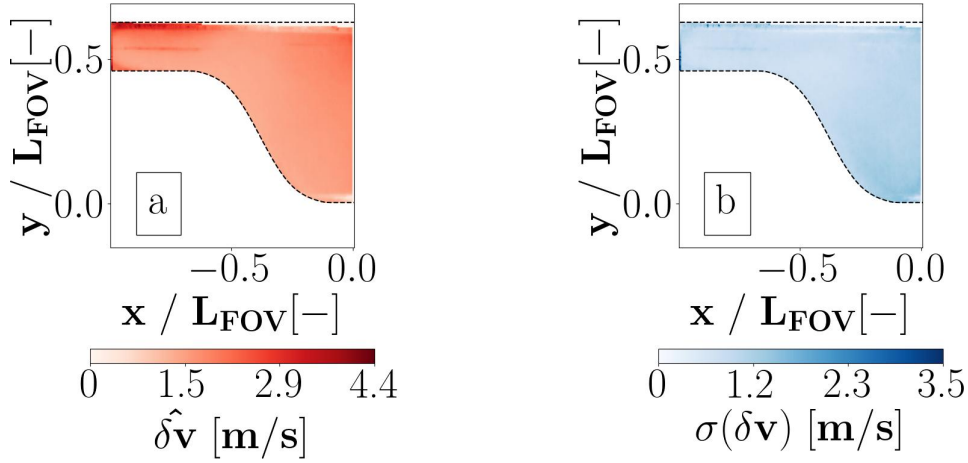 y / L_FOV[−]
0.5
0.0
a
−0.5 0.0
x / L_FOV[−]
0 1.5 2.9 4.4
δ̂v [m/s]
y / L_FOV[−]
0.5
0.0
b
−0.5 0.0
x / L_FOV[−]
0 1.2 2.3 3.5
σ(δv) [m/s]